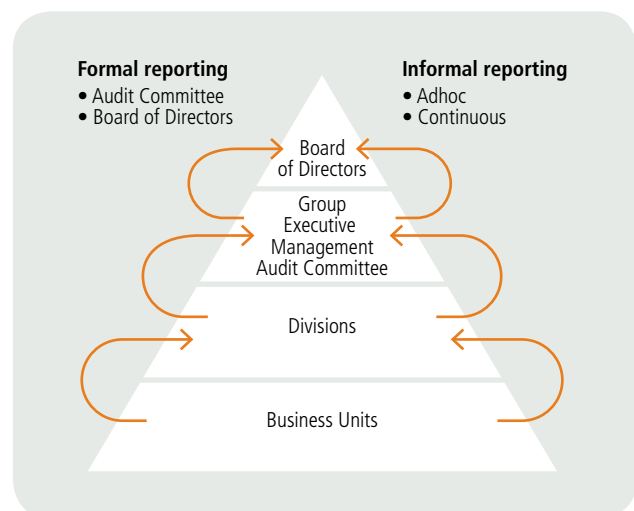 Formal reporting
• Audit Committee
• Board of Directors
Informal reporting
• Adhoc
• Continuous
Board
of Directors
Group
Executive
Management
Audit Committee
Divisions
Business Units